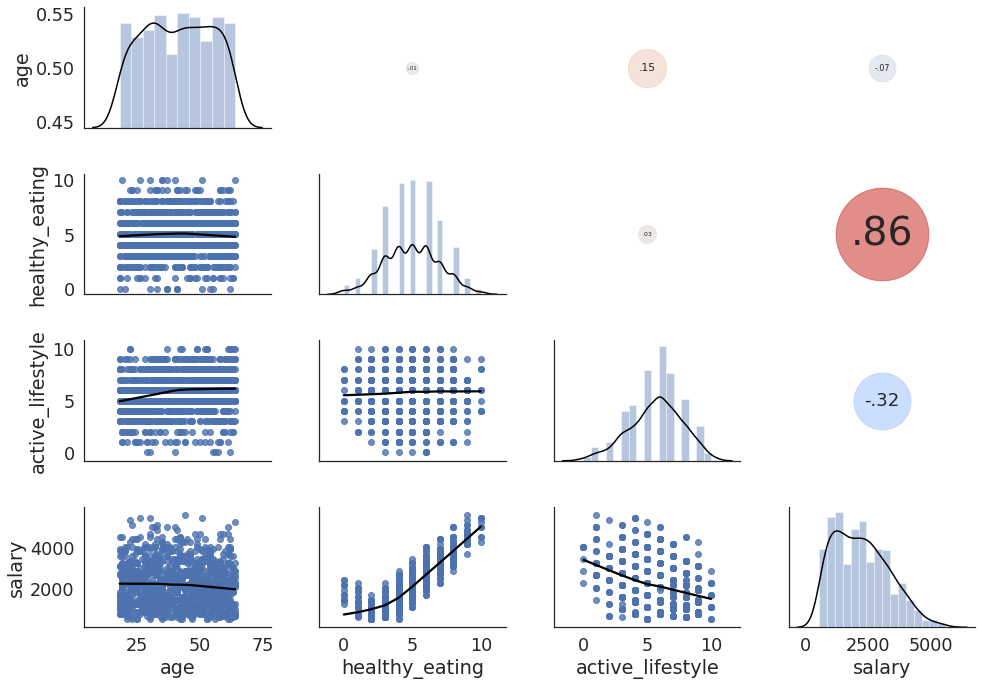 0.55
0.50
0.45
age
-.01
.15
-.07
10
5
0
healthy_eating
.03
.86
10
5
0
active_lifestyle
-.32
4000
2000
salary
25 50 75
age
0 5 10
healthy_eating
0 5 10
active_lifestyle
0 2500 5000
salary